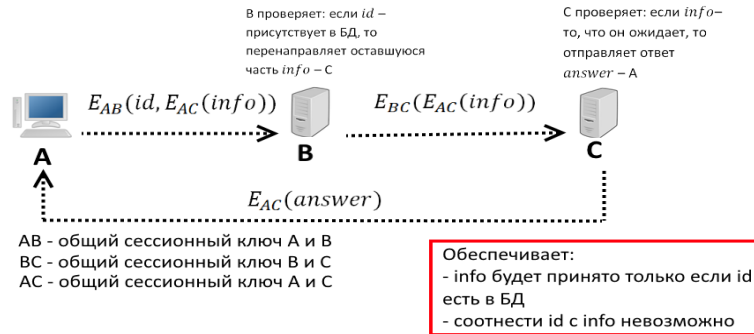 В проверяет: если id –
присутствует в БД, то
перенаправляет оставшуюся
часть info – С
С проверяет: если info–
то, что он ожидает, то
отправляет ответ
answer – А
E_AB(id, E_AC(info))
E_BC(E_AC(info))
A
B
C
E_AC(answer)
AB - общий сессионный ключ А и В
BC - общий сессионный ключ В и С
AC - общий сессионный ключ А и С
Обеспечивает:
- info будет принято только если id
есть в БД
- соотнести id с info невозможно